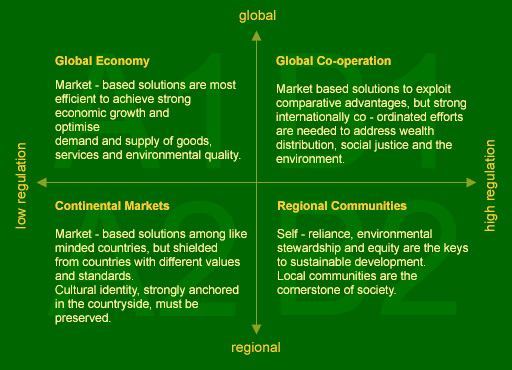 global
Global Economy
Market - based solutions are most
efficient to achieve strong
economic growth and
optimise
demand and supply of goods,
services and environmental quality.
A1
Global Co-operation
Market based solutions to exploit
comparative advantages, but strong
internationally co - ordinated efforts
are needed to address wealth
distribution, social justice and the
environment.
B1
low regulation
high regulation
Continental Markets
Market - based solutions among like
minded countries, but shielded
from countries with different values
and standards.
Cultural identity, strongly anchored
in the countryside, must be
preserved.
A2
Regional Communities
Self - reliance, environmental
stewardship and equity are the keys
to sustainable development.
Local communities are the
cornerstone of society.
B2
regional